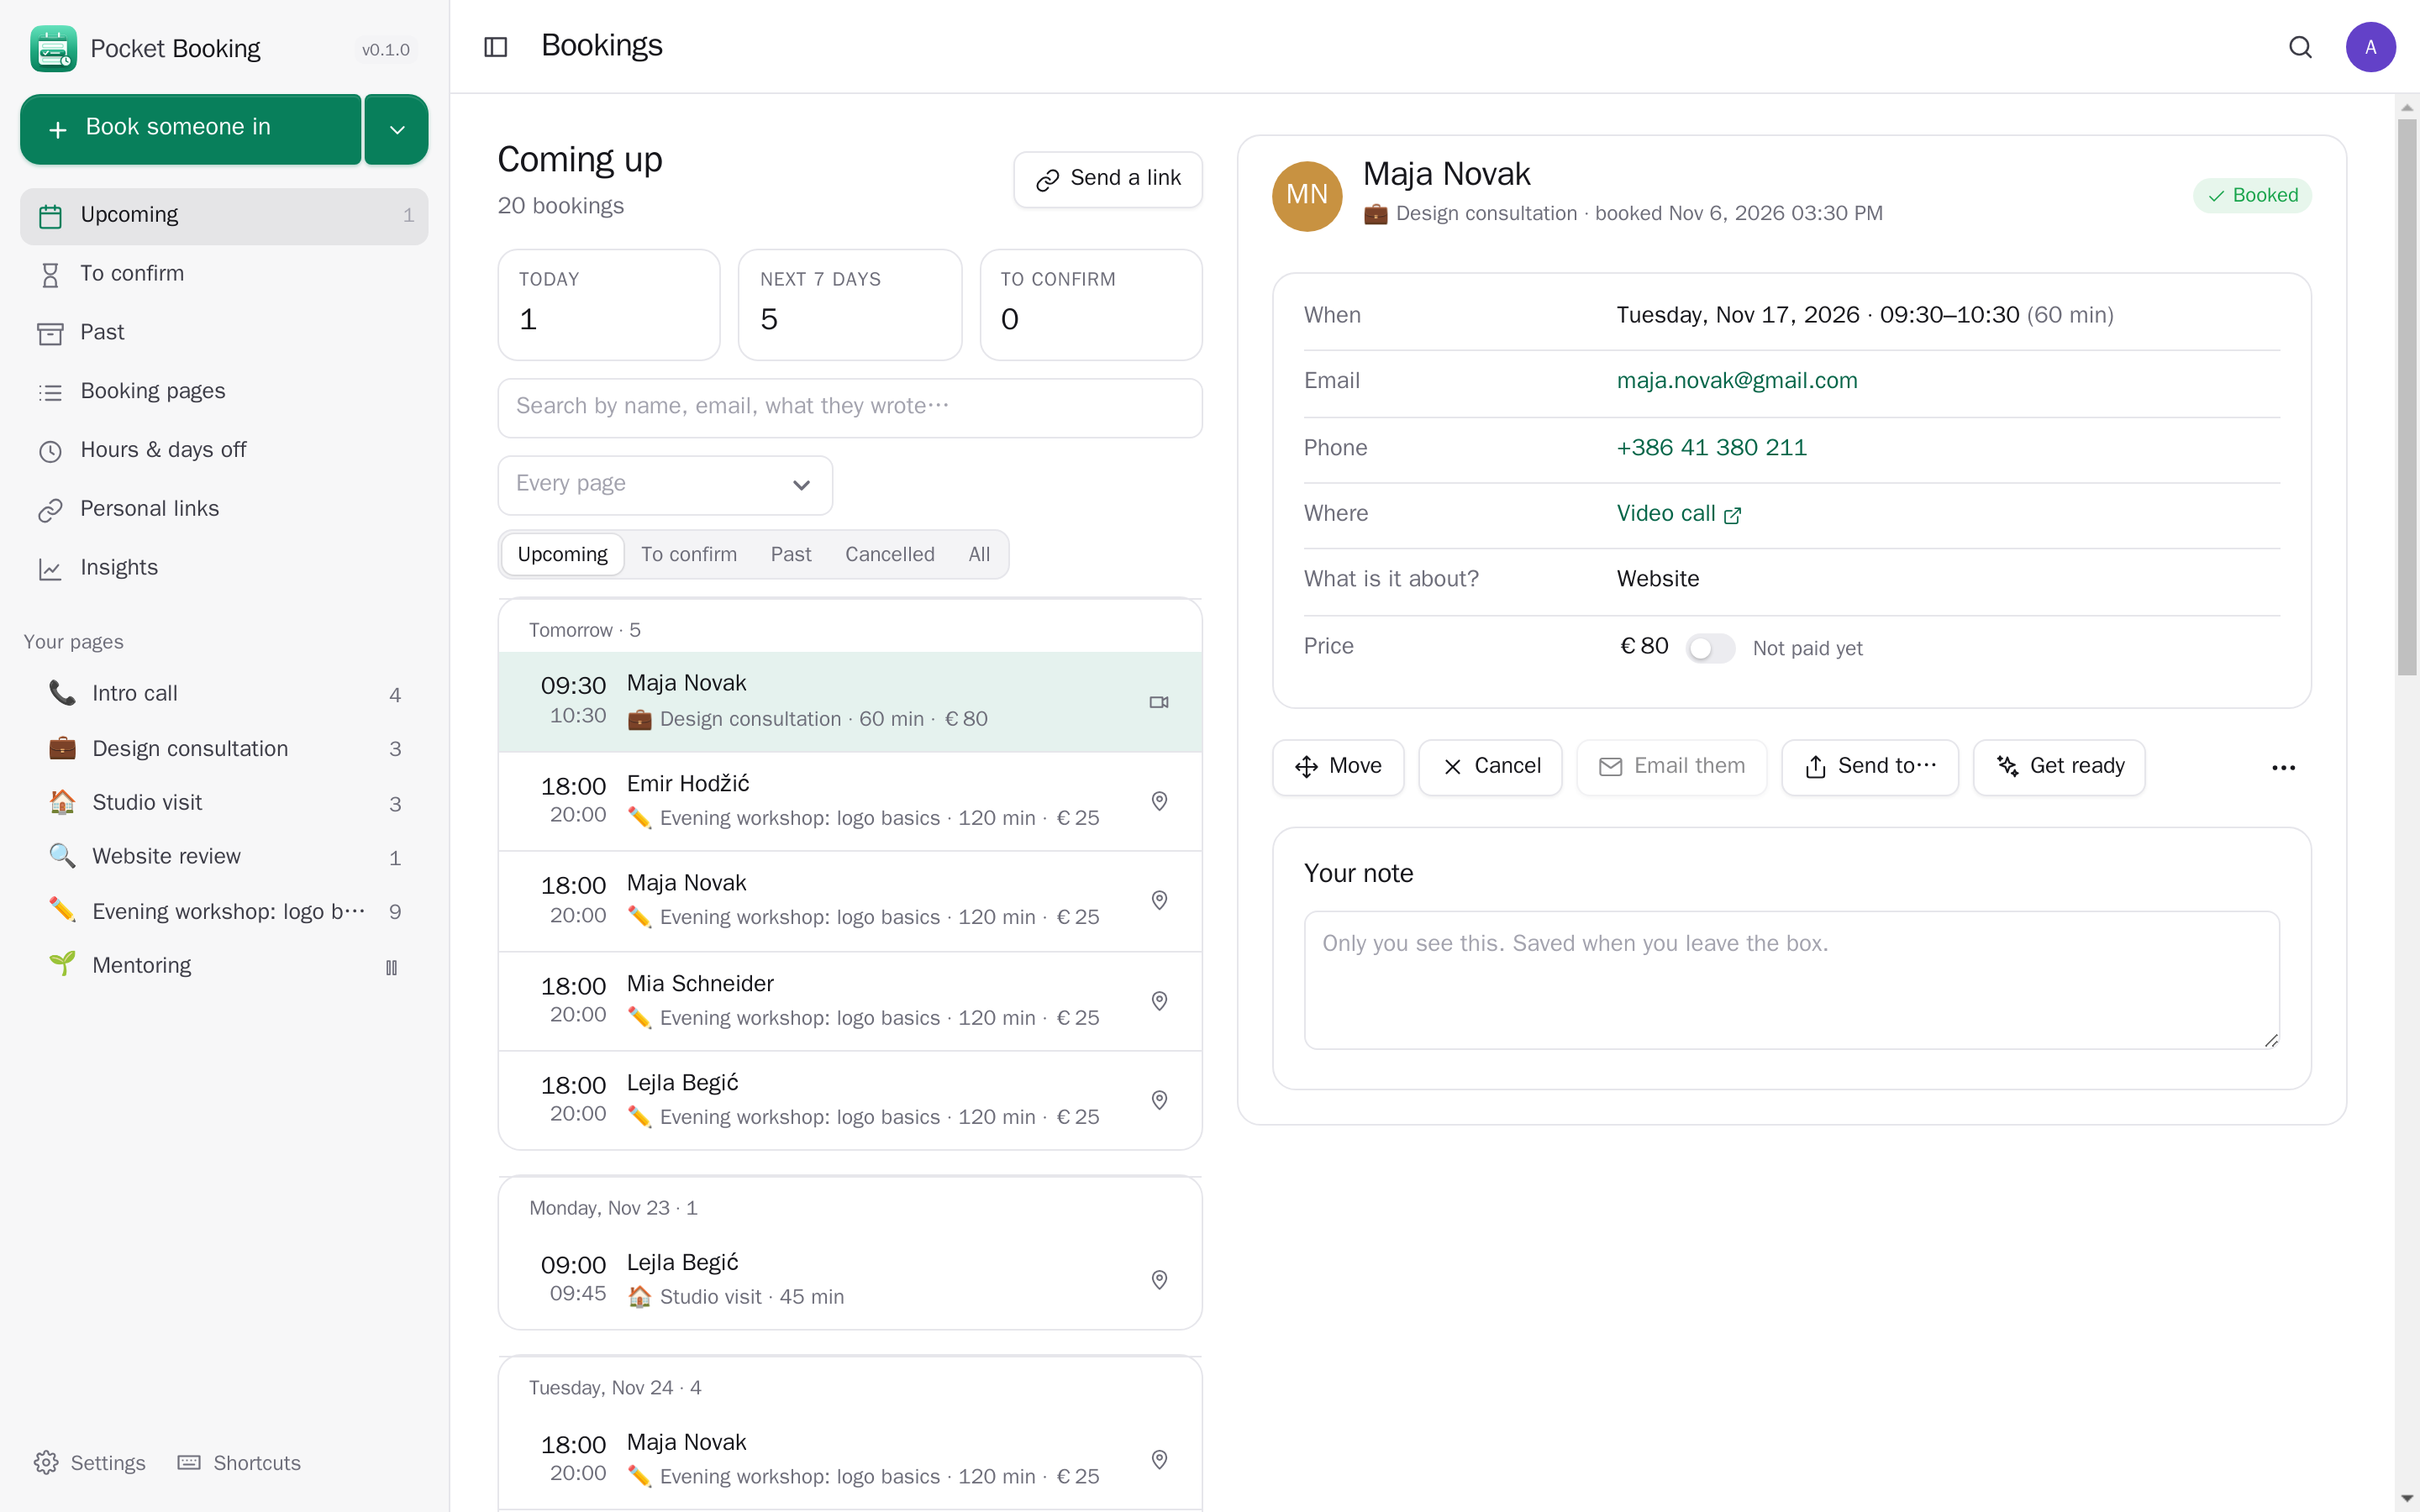 Pocket Booking v0.1.0
Book someone in
Upcoming 1
To confirm
Past
Booking pages
Hours & days off
Personal links
Insights
Your pages
Intro call 4
Design consultation 3
Studio visit 3
Website review 1
Evening workshop: logo b··· 9
Mentoring
Settings Shortcuts
Bookings
A
Coming up
20 bookings
Send a link
TODAY
1
NEXT 7 DAYS
5
TO CONFIRM
0
Search by name, email, what they wrote···
Every page
Upcoming To confirm Past Cancelled All
Tomorrow · 5
09:30 Maja Novak
10:30 Design consultation · 60 min · € 80
18:00 Emir Hodžić
20:00 Evening workshop: logo basics · 120 min · € 25
18:00 Maja Novak
20:00 Evening workshop: logo basics · 120 min · € 25
18:00 Mia Schneider
20:00 Evening workshop: logo basics · 120 min · € 25
18:00 Lejla Begić
20:00 Evening workshop: logo basics · 120 min · € 25
Monday, Nov 23 · 1
09:00 Lejla Begić
09:45 Studio visit · 45 min
Tuesday, Nov 24 · 4
18:00 Maja Novak
20:00 Evening workshop: logo basics · 120 min · € 25
MN
Maja Novak
Design consultation · booked Nov 6, 2026 03:30 PM
Booked
When Tuesday, Nov 17, 2026 · 09:30–10:30 (60 min)
Email maja.novak@gmail.com
Phone +386 41 380 211
Where Video call
What is it about? Website
Price € 80 Not paid yet
Move Cancel Email them Send to··· Get ready
Your note
Only you see this. Saved when you leave the box.